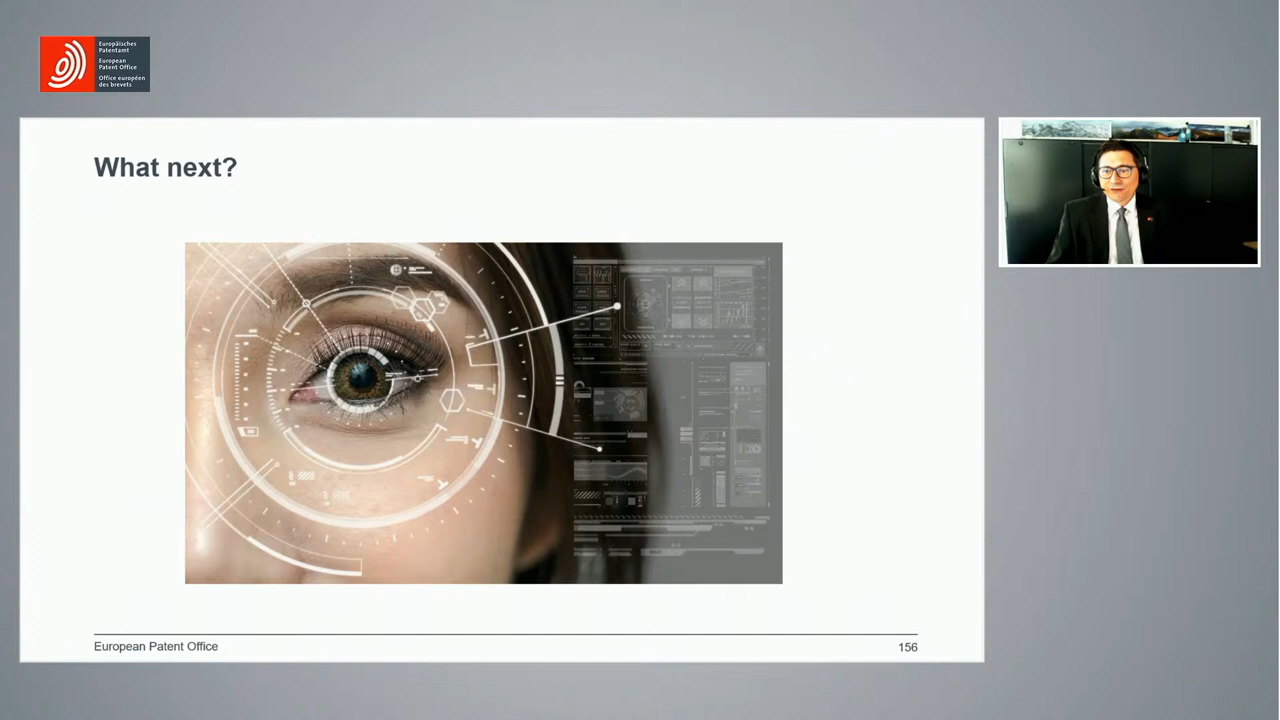 Europäisches
Patentamt
European
Patent Office
Office européen
des brevets
What next?
European Patent Office
156